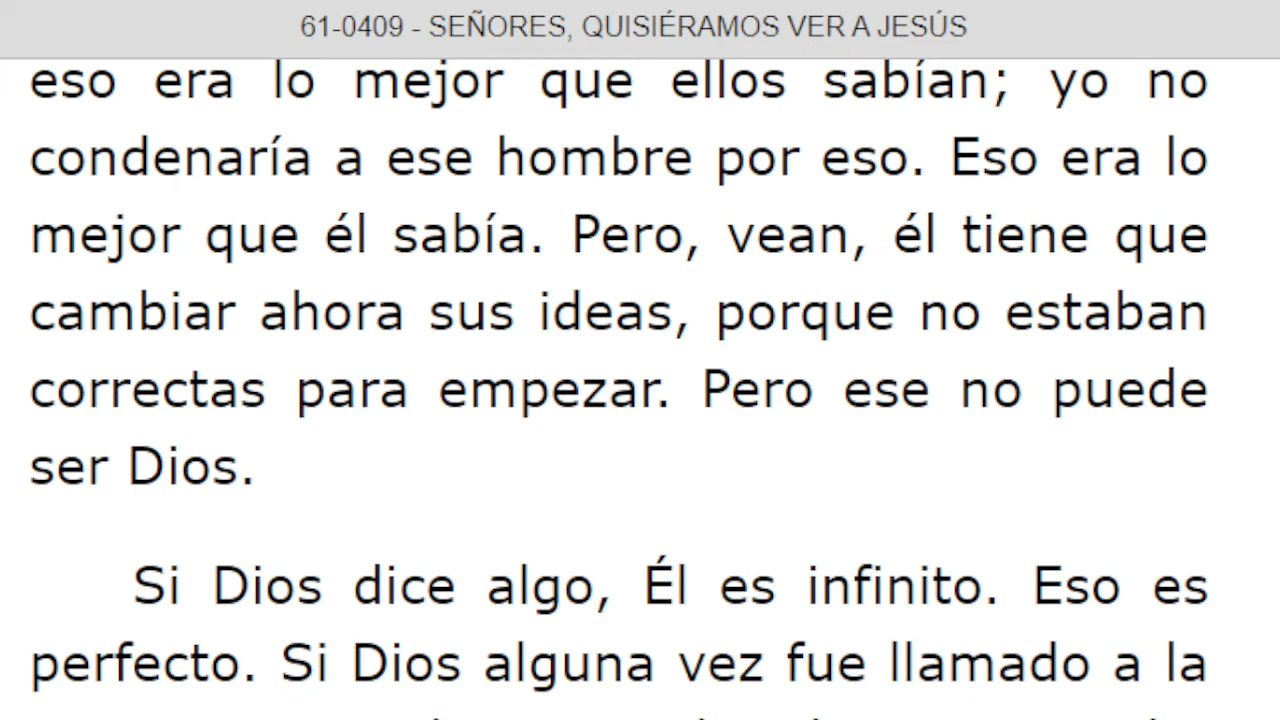 61-0409 - SEÑORES, QUISIÉRAMOS VER A JESÚS
eso era lo mejor que ellos sabían; yo no
condenaría a ese hombre por eso. Eso era lo
mejor que él sabía. Pero, vean, él tiene que
cambiar ahora sus ideas, porque no estaban
correctas para empezar. Pero ese no puede
ser Dios.
Si Dios dice algo, Él es infinito. Eso es
perfecto. Si Dios alguna vez fue llamado a la